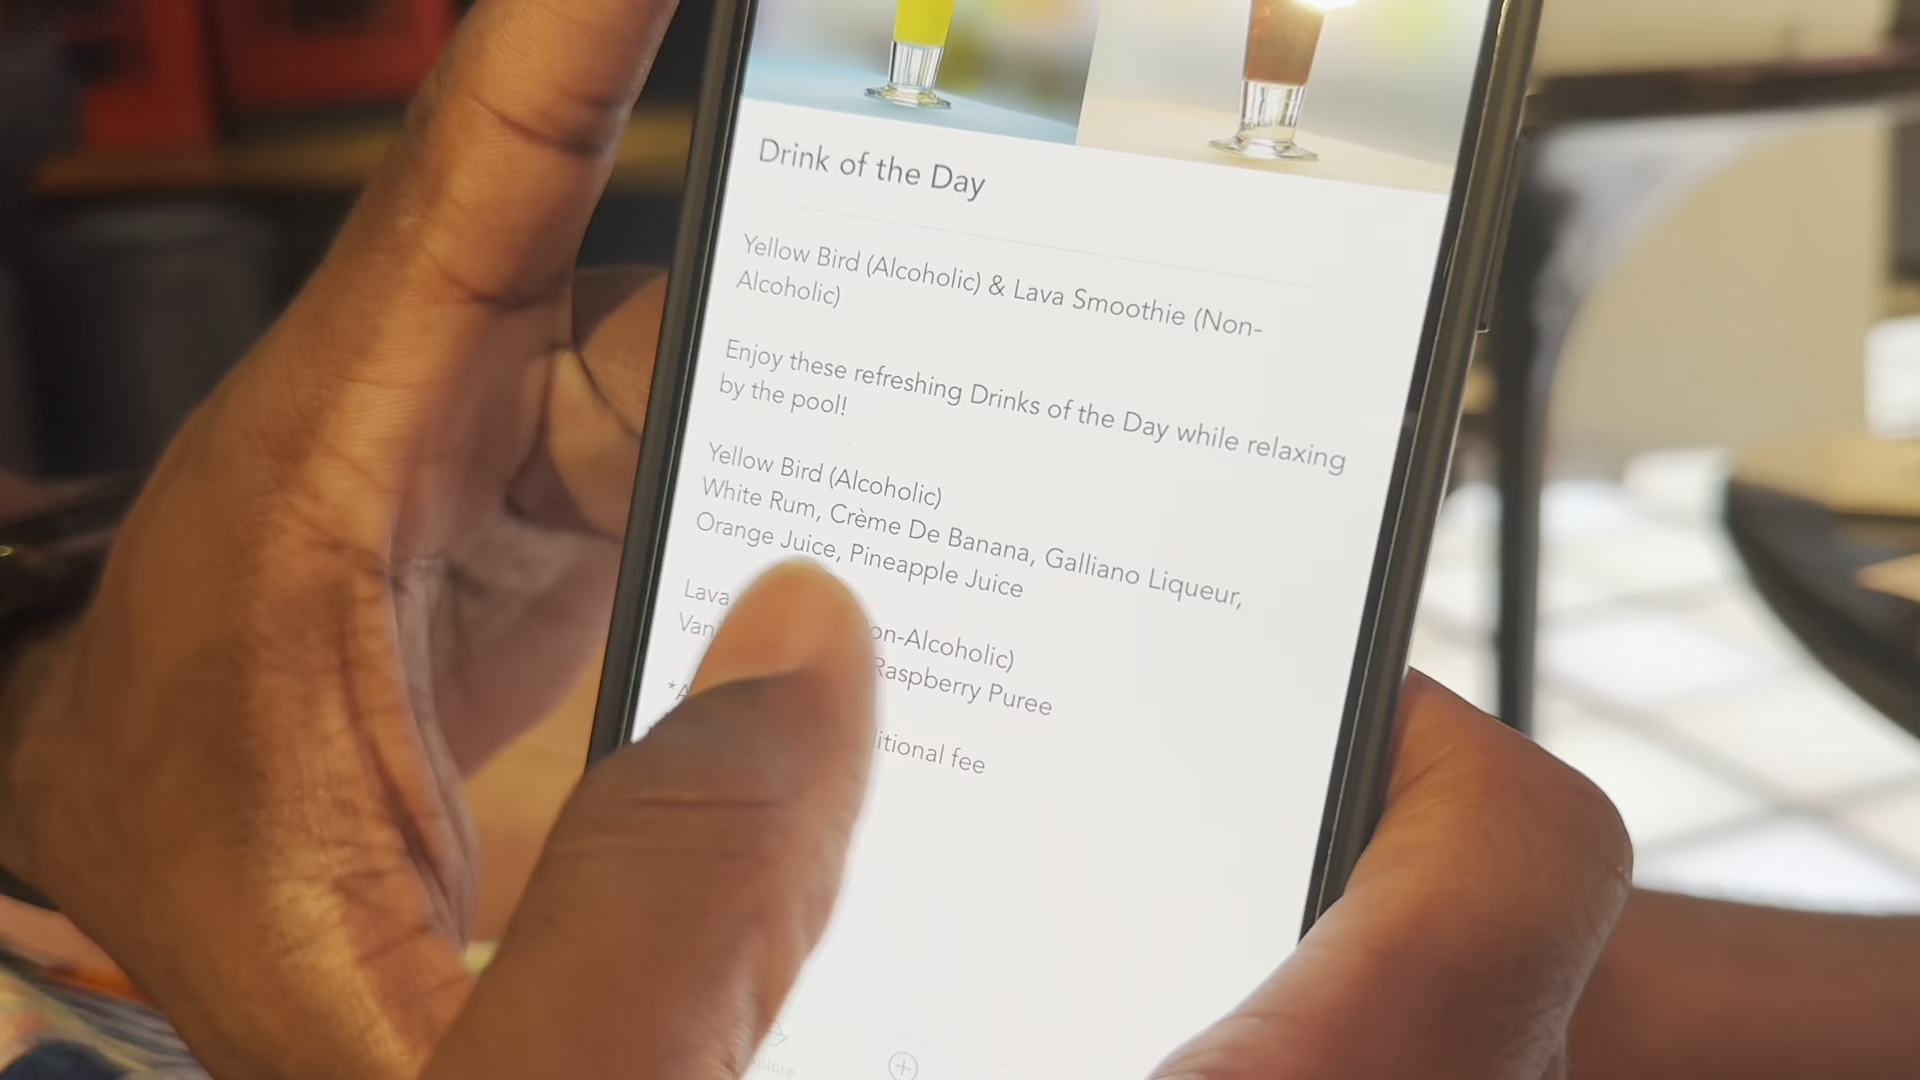 Drink of the Day
Yellow Bird (Alcoholic) & Lava Smoothie (Non-
Alcoholic)
Enjoy these refreshing Drinks of the Day while relaxing
by the pool!
Yellow Bird (Alcoholic)
White Rum, Crème De Banana, Galliano Liqueur,
Orange Juice, Pineapple Juice
Lava on-Alcoholic)
Van Raspberry Puree
*A
itional fee
plore